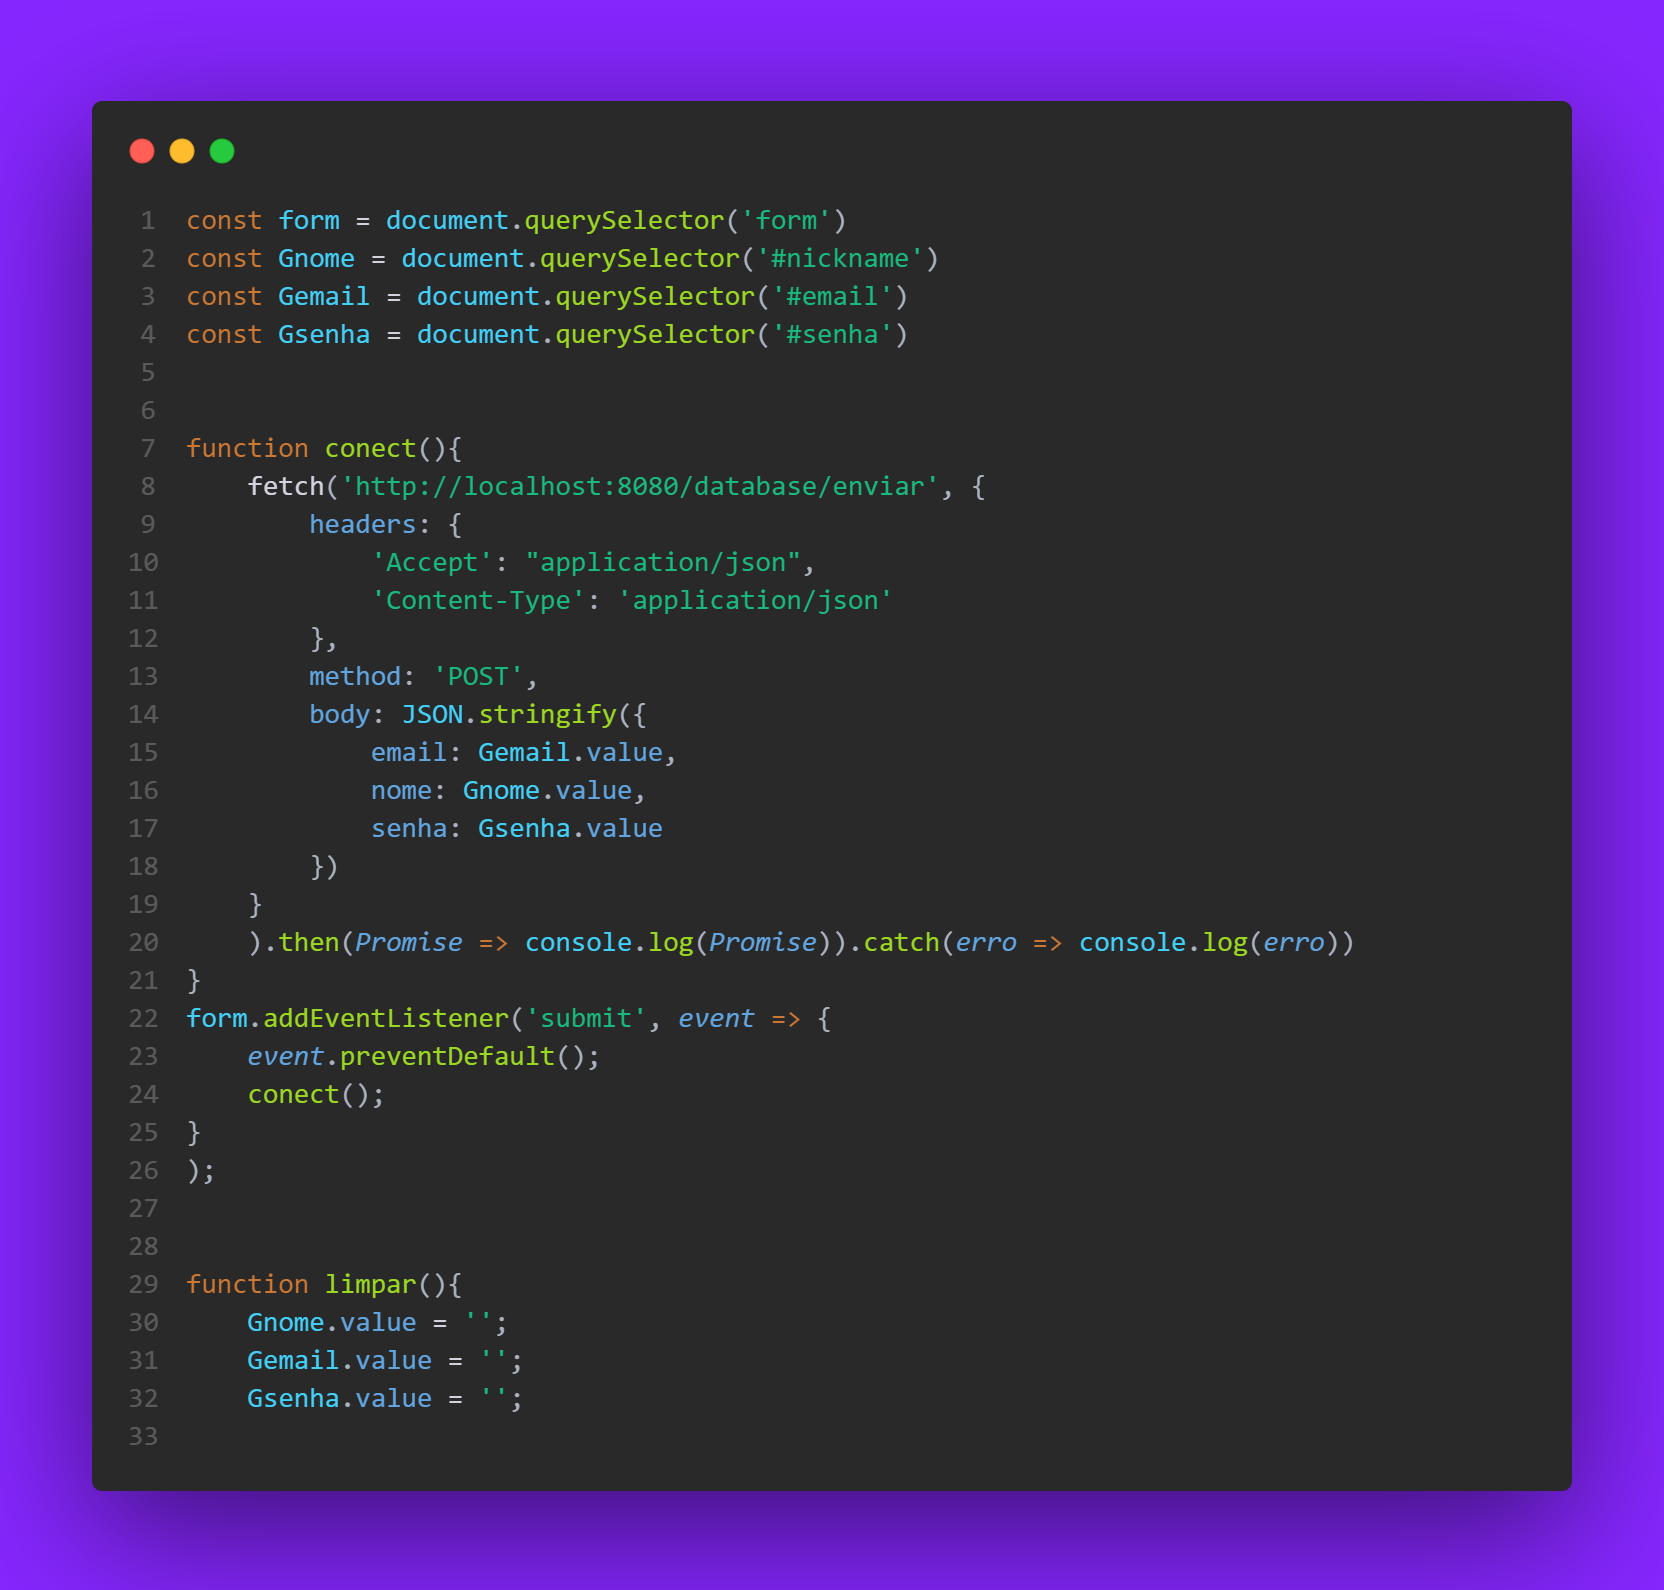 1 const form = document.querySelector('form')
2 const Gnome = document.querySelector('#nickname')
3 const Gemail = document.querySelector('#email')
4 const Gsenha = document.querySelector('#senha')
5
6
7 function conect(){
8     fetch('http://localhost:8080/database/enviar', {
9         headers: {
10             'Accept': "application/json",
11             'Content-Type': 'application/json'
12         },
13         method: 'POST',
14         body: JSON.stringify({
15             email: Gemail.value,
16             nome: Gnome.value,
17             senha: Gsenha.value
18         })
19     }
20     ).then(Promise => console.log(Promise)).catch(erro => console.log(erro))
21 }
22 form.addEventListener('submit', event => {
23     event.preventDefault();
24     conect();
25 }
26 );
27
28
29 function limpar(){
30     Gnome.value = '';
31     Gemail.value = '';
32     Gsenha.value = '';
33